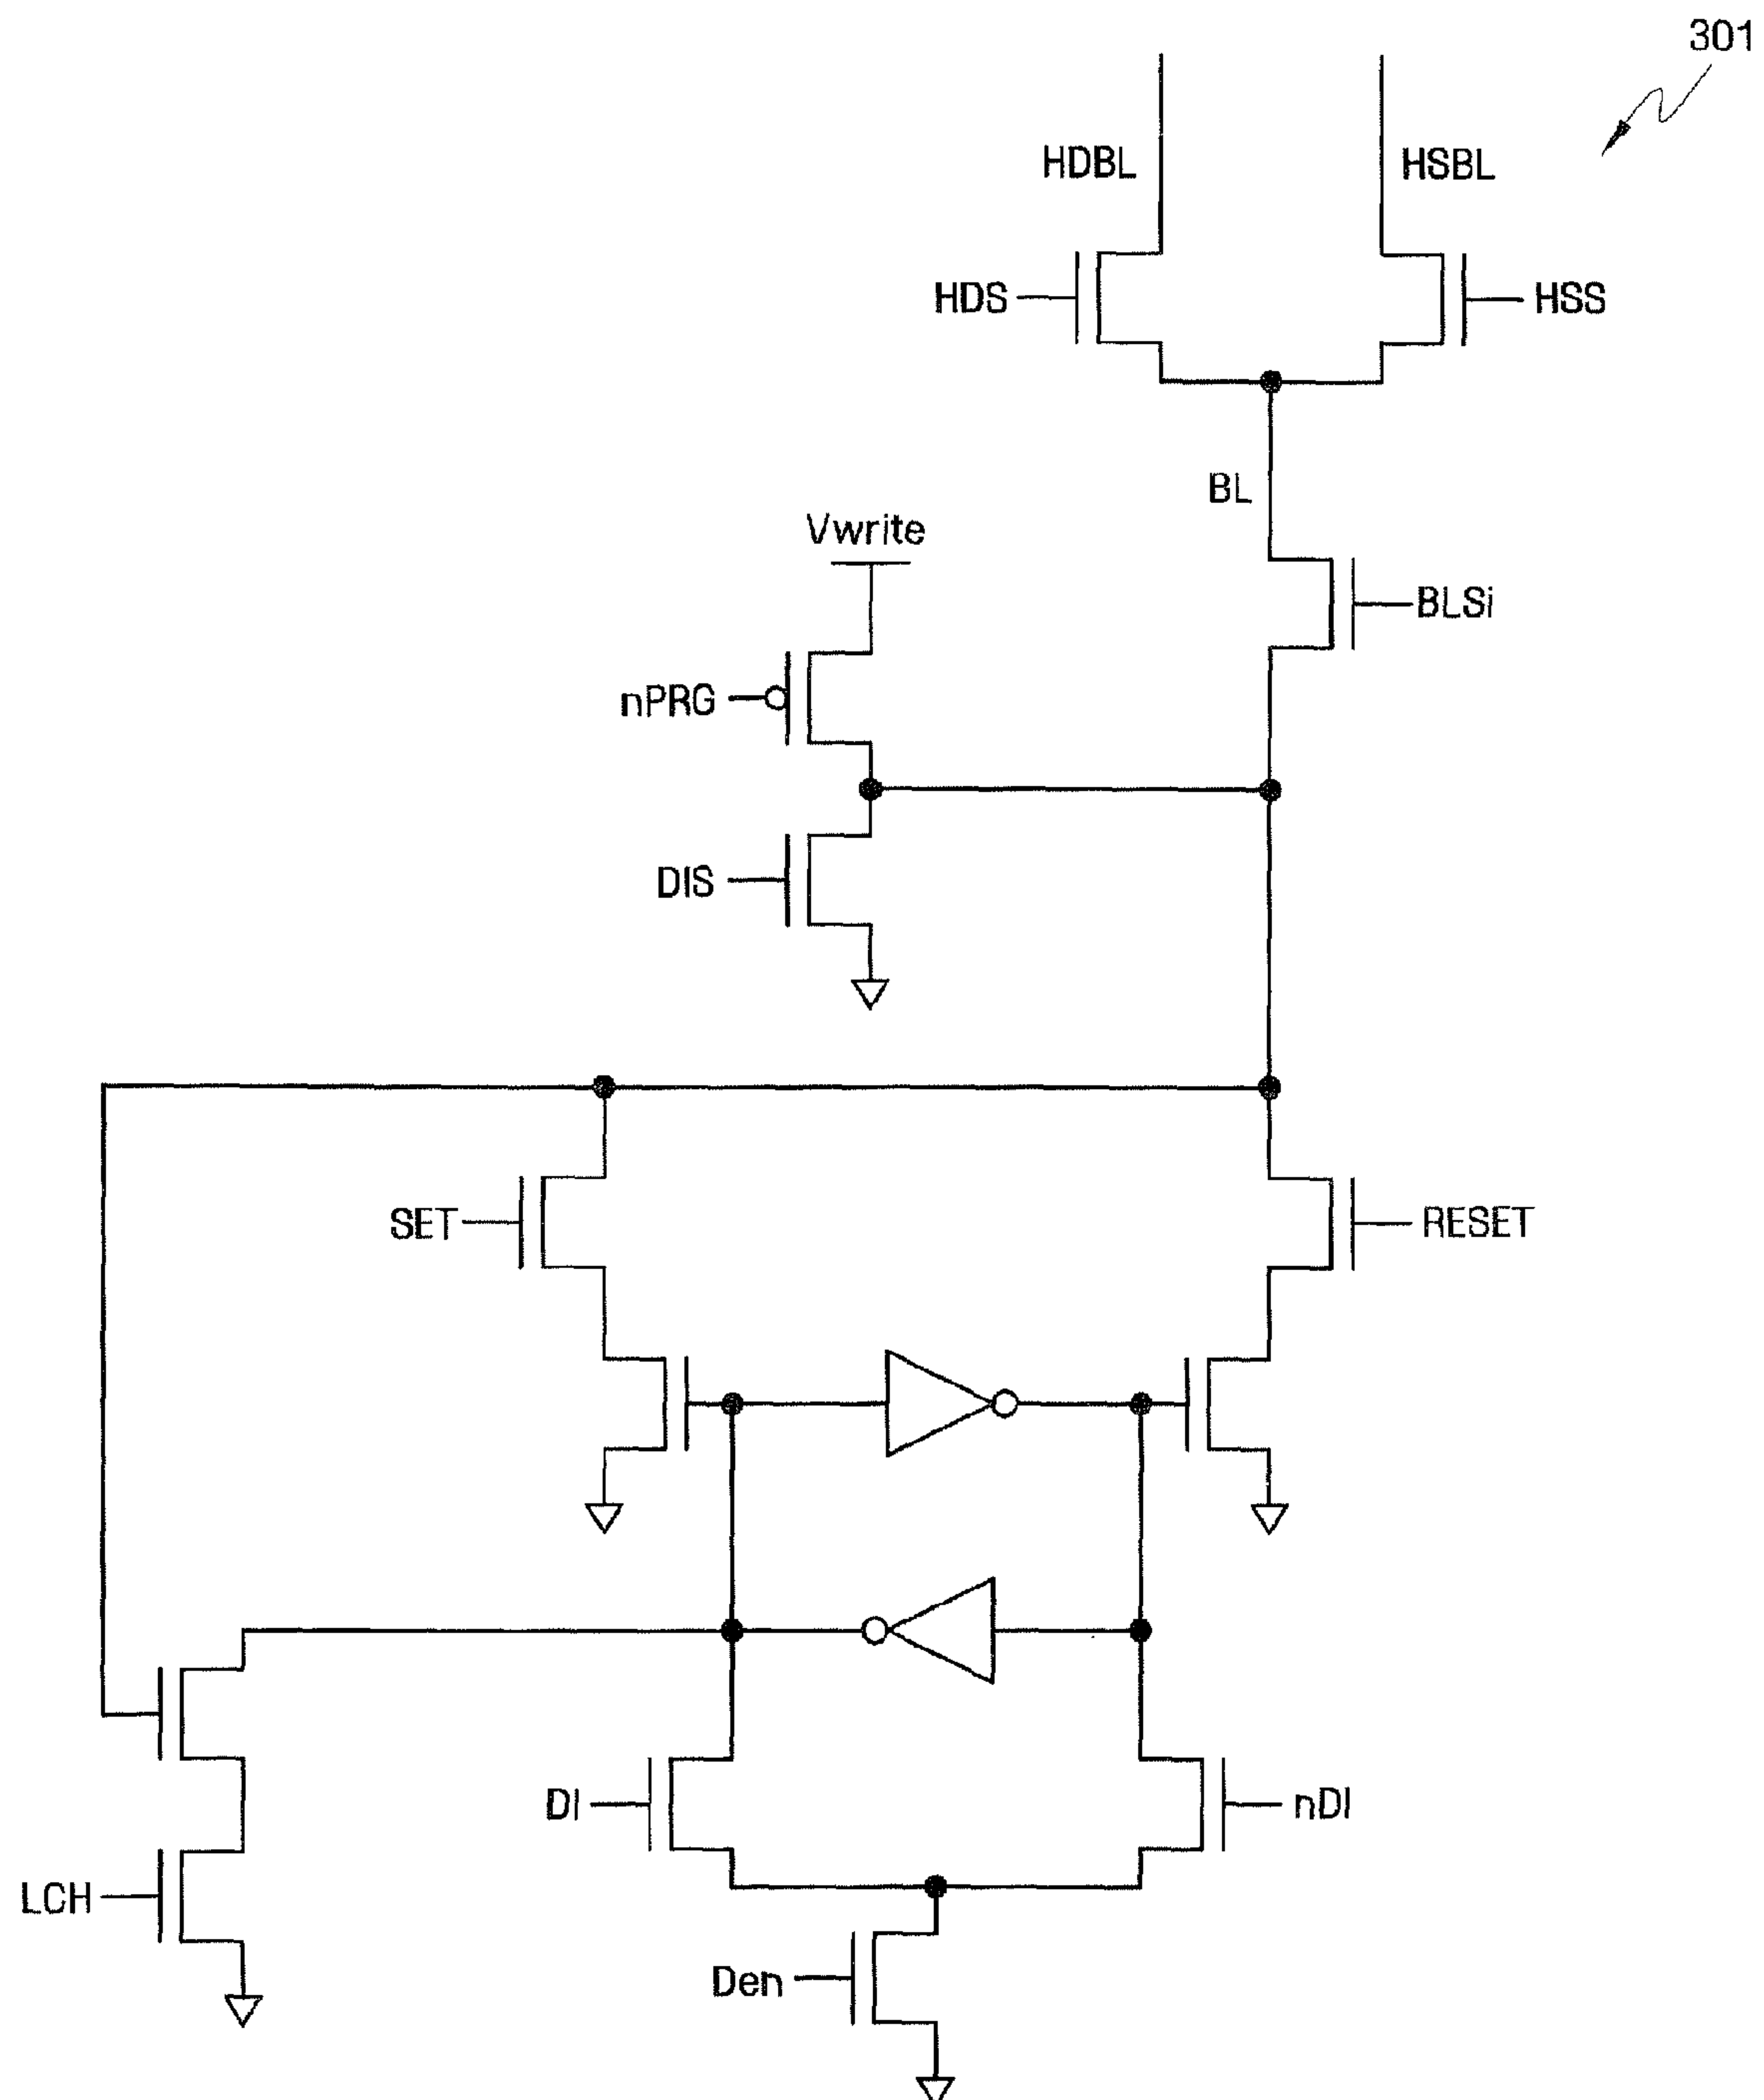 301
HDBL
HSBL
HDS
HSS
BL
Vwrite
BLSi
nPRG
DIS
SET
RESET
DI
nDI
LCH
Den